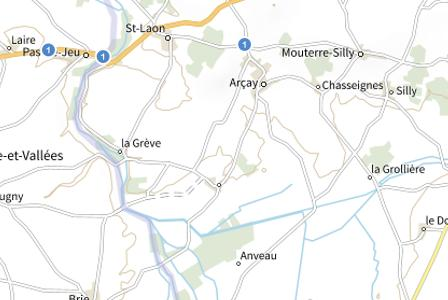 St-Laon
Laire
1
1
1
Pas-de-Jeu
Mouterre-Silly
Arçay
Chasseignes
Silly
la Grève
e-et-Vallées
la Grollière
ugny
le Do
Anveau
Brie